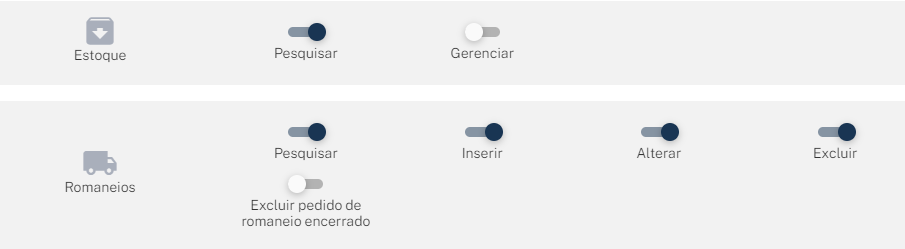 Estoque
Pesquisar
Gerenciar
Romaneios
Pesquisar
Inserir
Alterar
Excluir
Excluir pedido de
romaneio encerrado